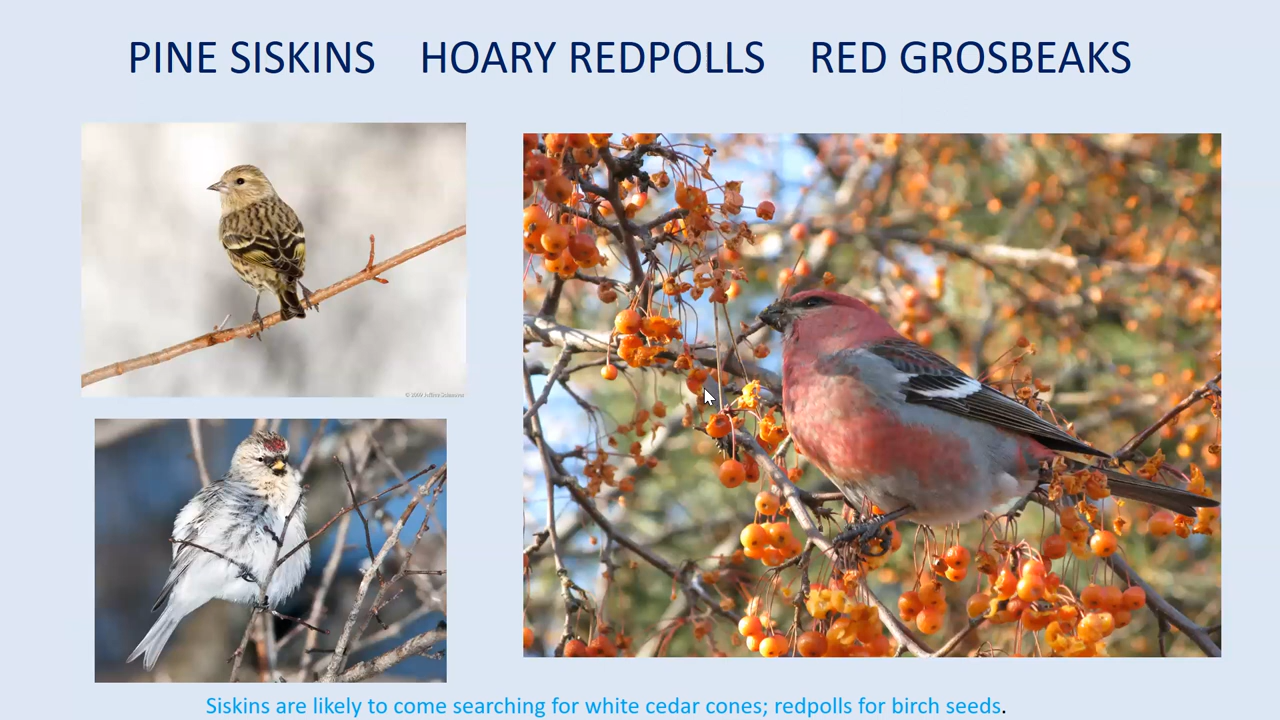 PINE SISKINS HOARY REDPOLLS RED GROSBEAKS
Siskins are likely to come searching for white cedar cones; redpolls for birch seeds.